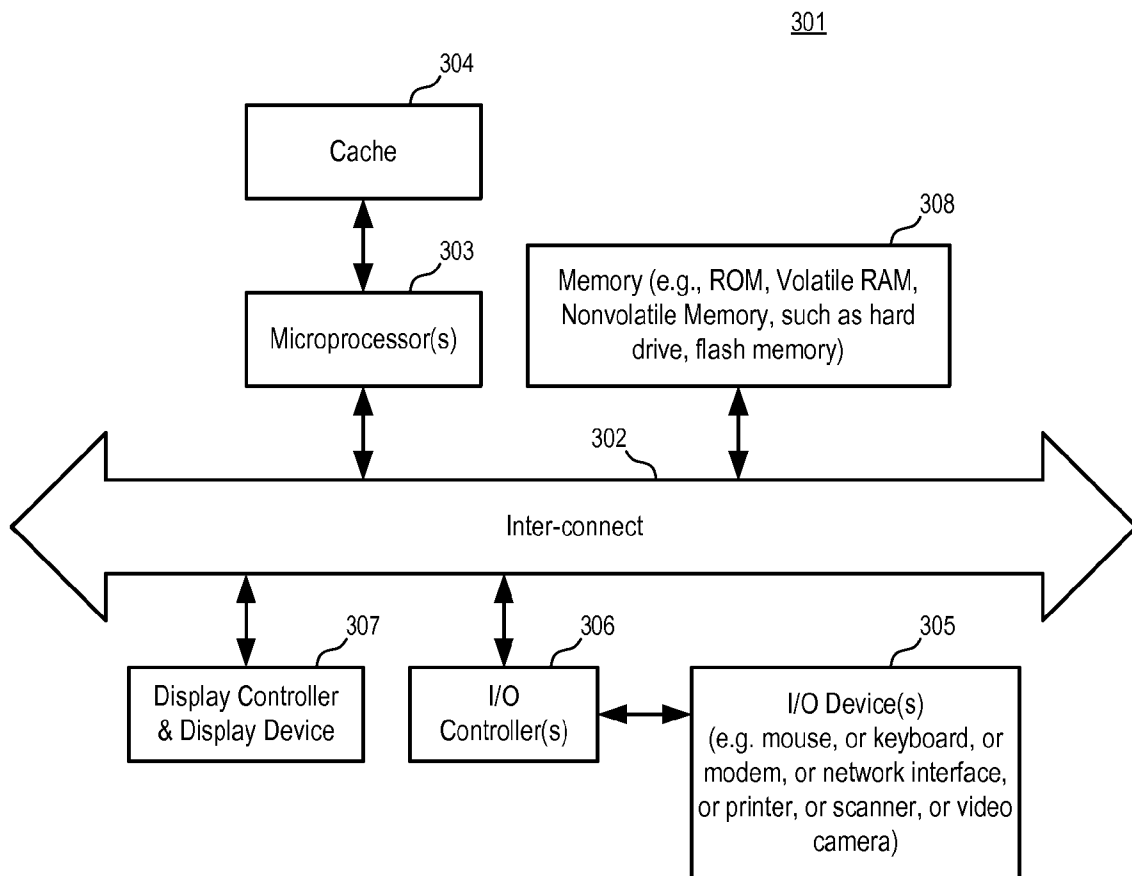 301
304
Cache
303
Microprocessor(s)
308
Memory (e.g., ROM, Volatile RAM,
Nonvolatile Memory, such as hard
drive, flash memory)
302
Inter-connect
307
Display Controller
& Display Device
306
I/O
Controller(s)
305
I/O Device(s)
(e.g. mouse, or keyboard, or
modem, or network interface,
or printer, or scanner, or video
camera)